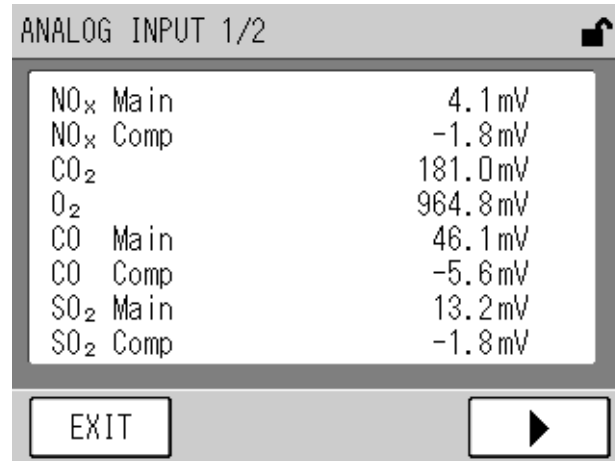 ANALOG INPUT 1/2
NOₓ Main 4.1mV
NOₓ Comp -1.8mV
CO₂ 181.0mV
O₂ 964.8mV
CO Main 46.1mV
CO Comp -5.6mV
SO₂ Main 13.2mV
SO₂ Comp -1.8mV
EXIT